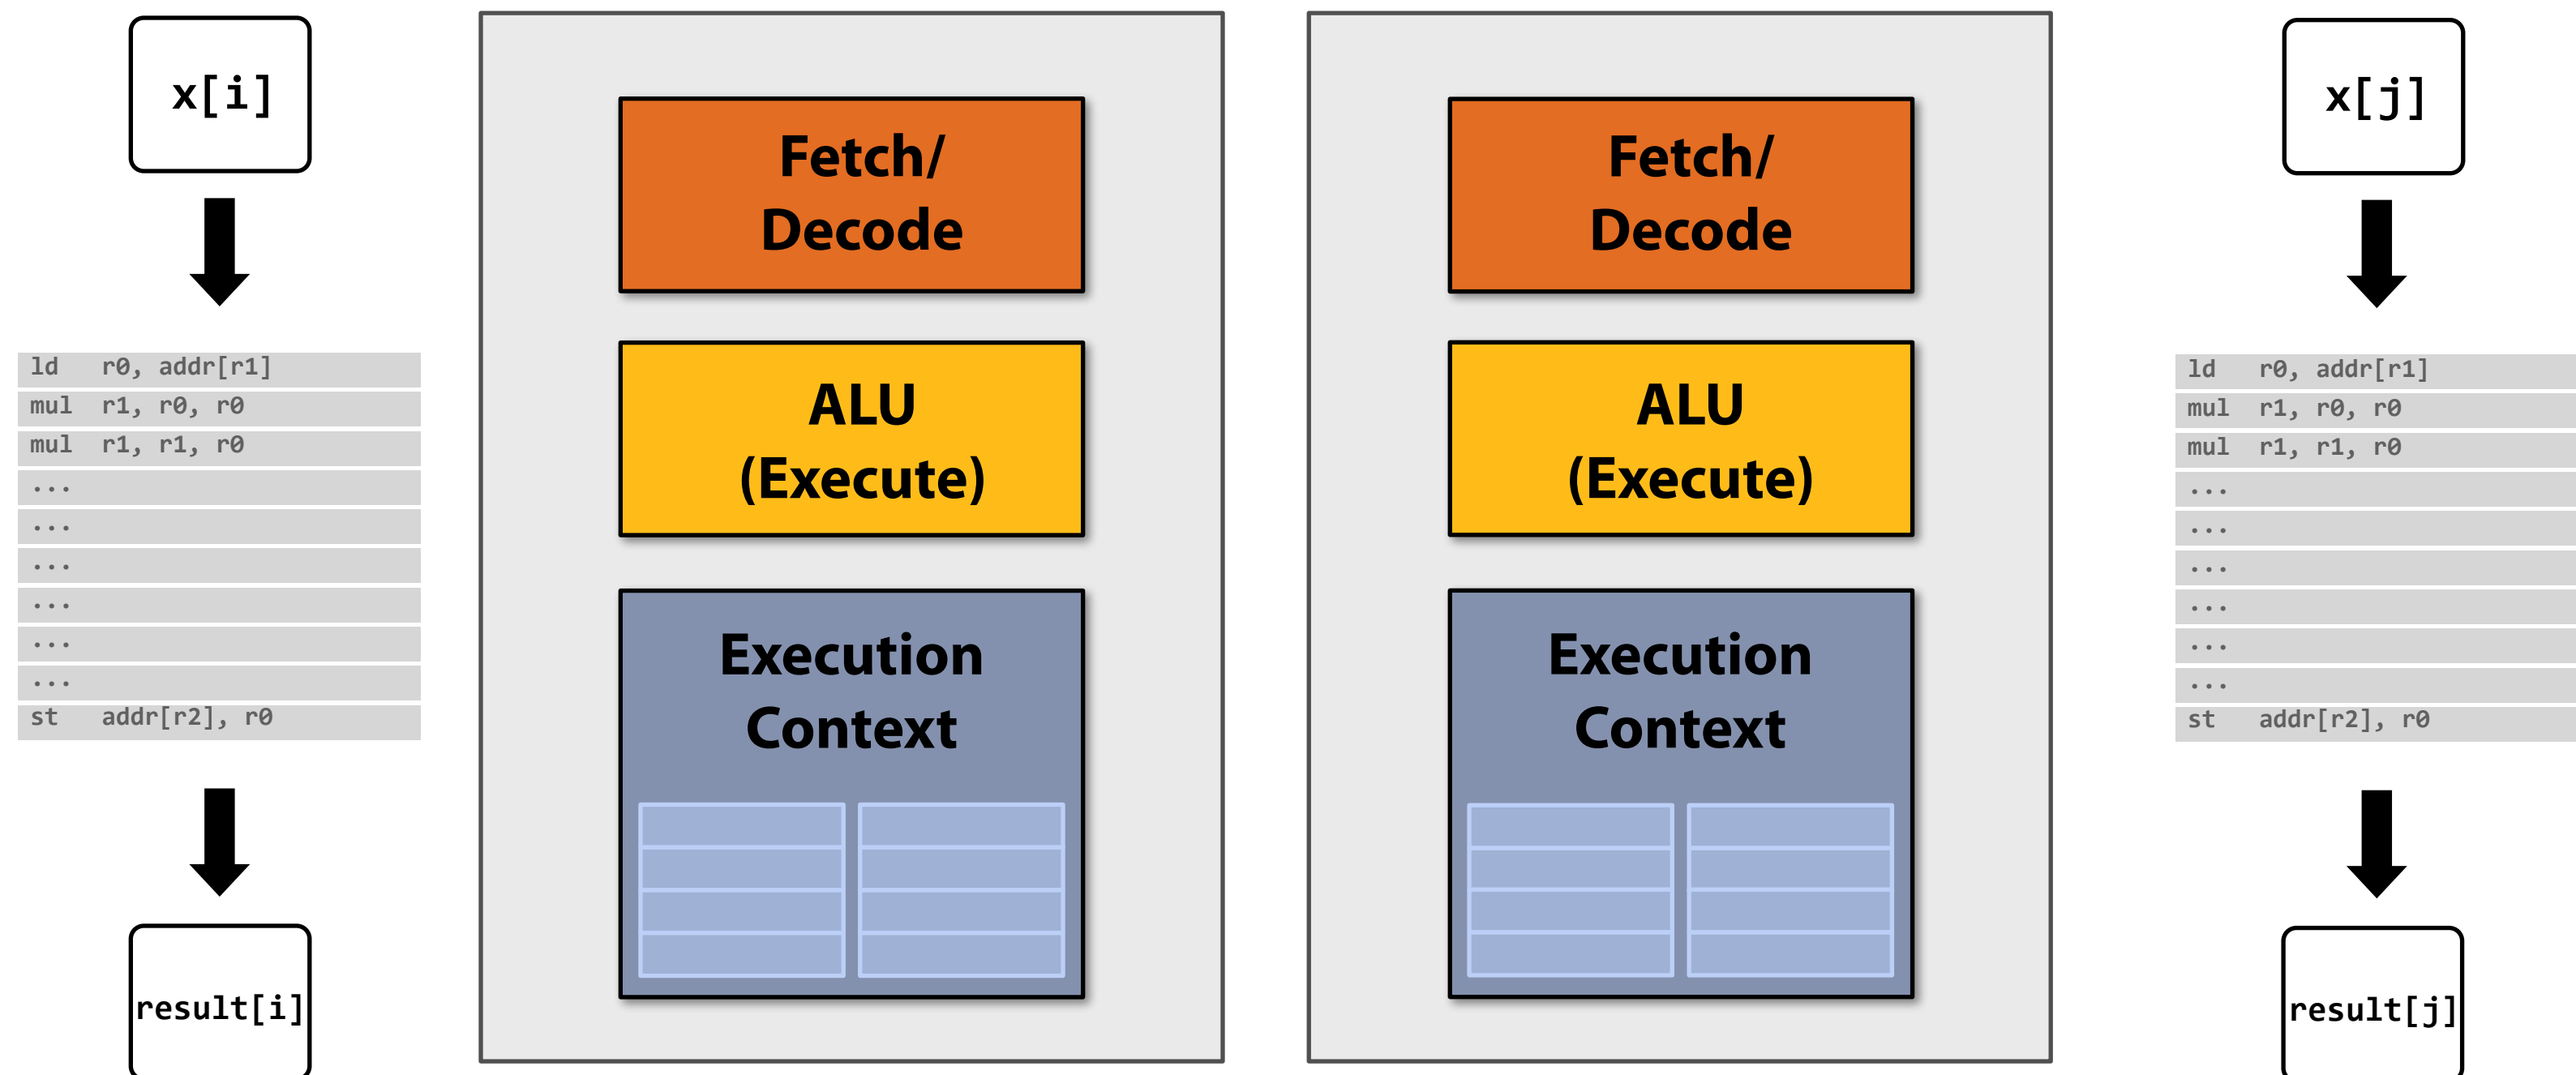 x[i]
ld r0, addr[r1]
mul r1, r0, r0
mul r1, r1, r0
...
...
...
...
...
...
st addr[r2], r0
result[i]
Fetch/
Decode
ALU
(Execute)
Execution
Context
Fetch/
Decode
ALU
(Execute)
Execution
Context
x[j]
ld r0, addr[r1]
mul r1, r0, r0
mul r1, r1, r0
...
...
...
...
...
...
st addr[r2], r0
result[j]